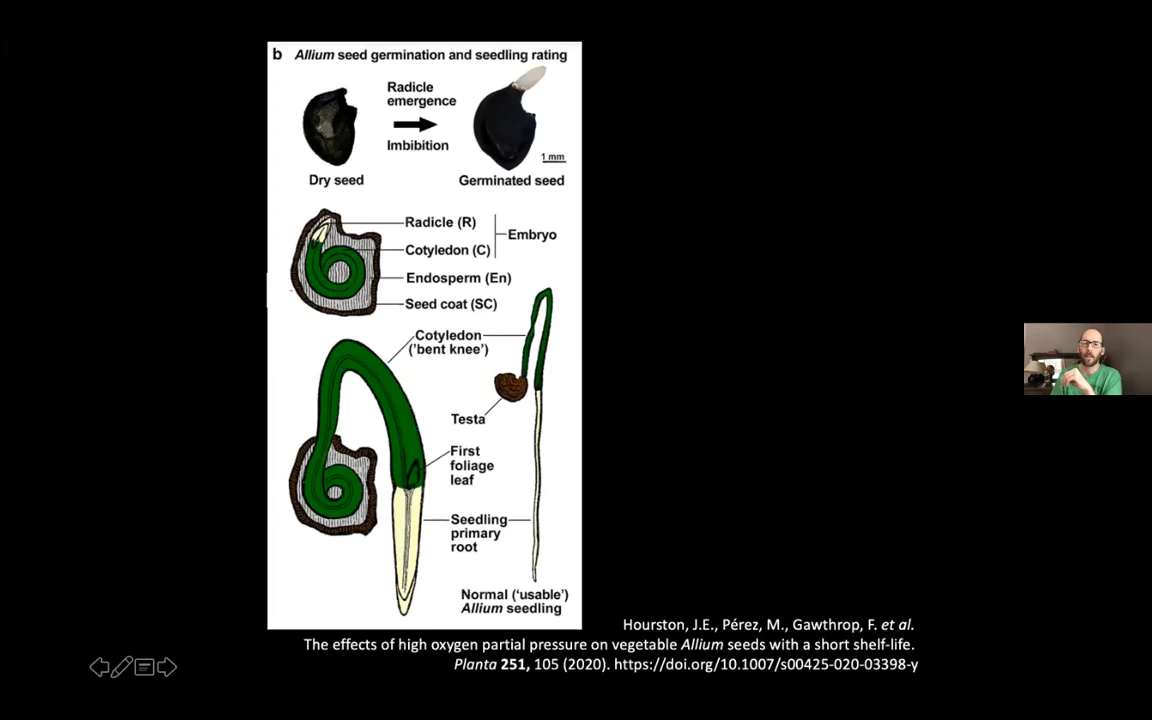 b Allium seed germination and seedling rating
Radicle
emergence
Imbibition
1 mm
Dry seed
Germinated seed
Radicle (R)
Embryo
Cotyledon (C)
Endosperm (En)
Seed coat (SC)
Cotyledon
('bent knee')
Testa
First
foliage
leaf
Seedling
primary
root
Normal ('usable')
Allium seedling
Hourston, J.E., Pérez, M., Gawthrop, F. et al.
The effects of high oxygen partial pressure on vegetable Allium seeds with a short shelf-life.
Planta 251, 105 (2020). https://doi.org/10.1007/s00425-020-03398-y